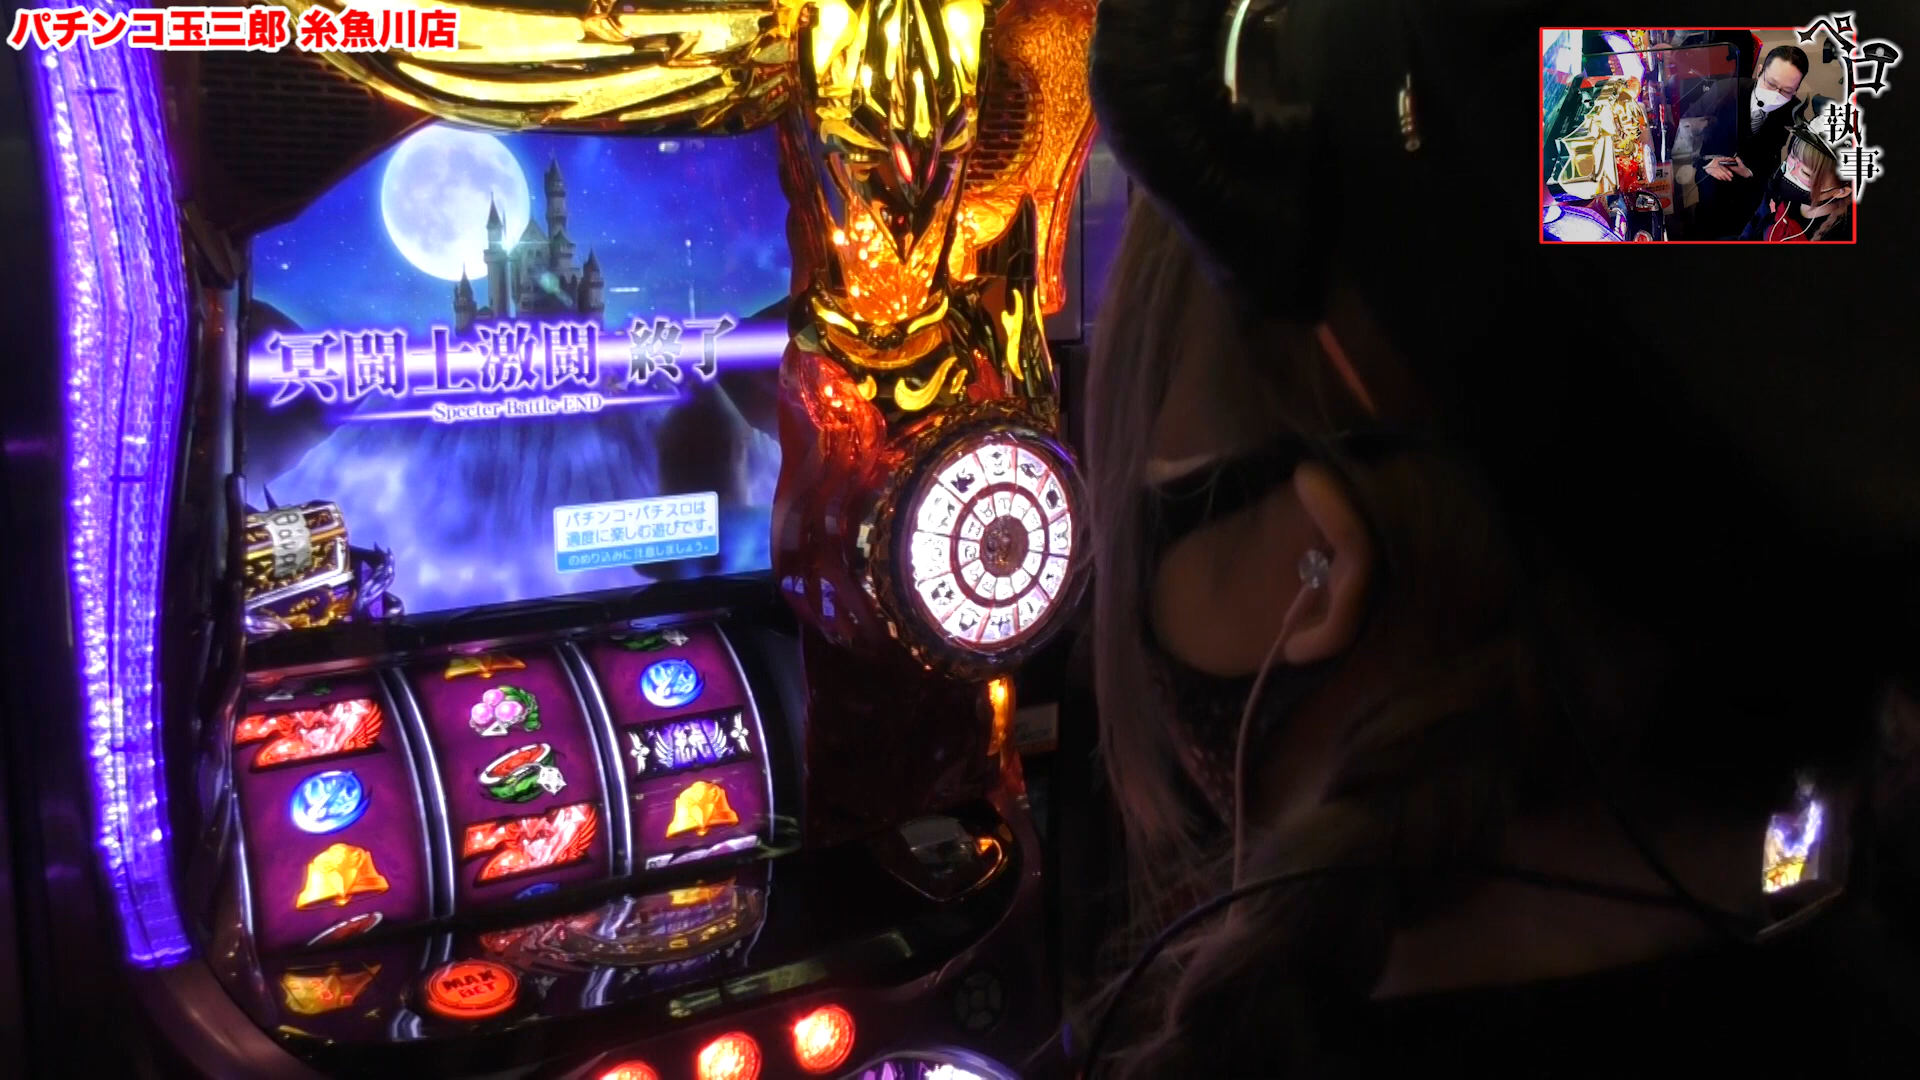 パチンコ玉三郎 糸魚川店
ペロ執事
冥闘士激闘 終了
Specter Battle END
パチンコ・パチスロは
適度に楽しむ遊びです。
のめり込みに注意しましょう。
MAX
BET